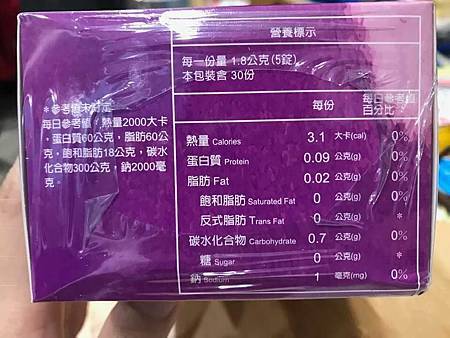 營養標示
每一份量 1.8公克(5錠)
本包裝含 30份
每份 每日參考值百分比
熱量 Calories 3.1 大卡(cal) 0%
蛋白質 Protein 0.09 公克(g) 0%
脂肪 Fat 0.02 公克(g) 0%
飽和脂肪 Saturated Fat 0 公克(g) 0%
反式脂肪 Trans Fat 0 公克(g) *
碳水化合物 Carbohydrate 0.7 公克(g) 0%
糖 Sugar 0 公克(g) *
鈉 Sodium 1 毫克(mg) 0%
*參考值未訂定
每日參考值：熱量2000大卡
，蛋白質60公克，脂肪60公
克，飽和脂肪18公克，碳水
化合物300公克，鈉2000毫
克。